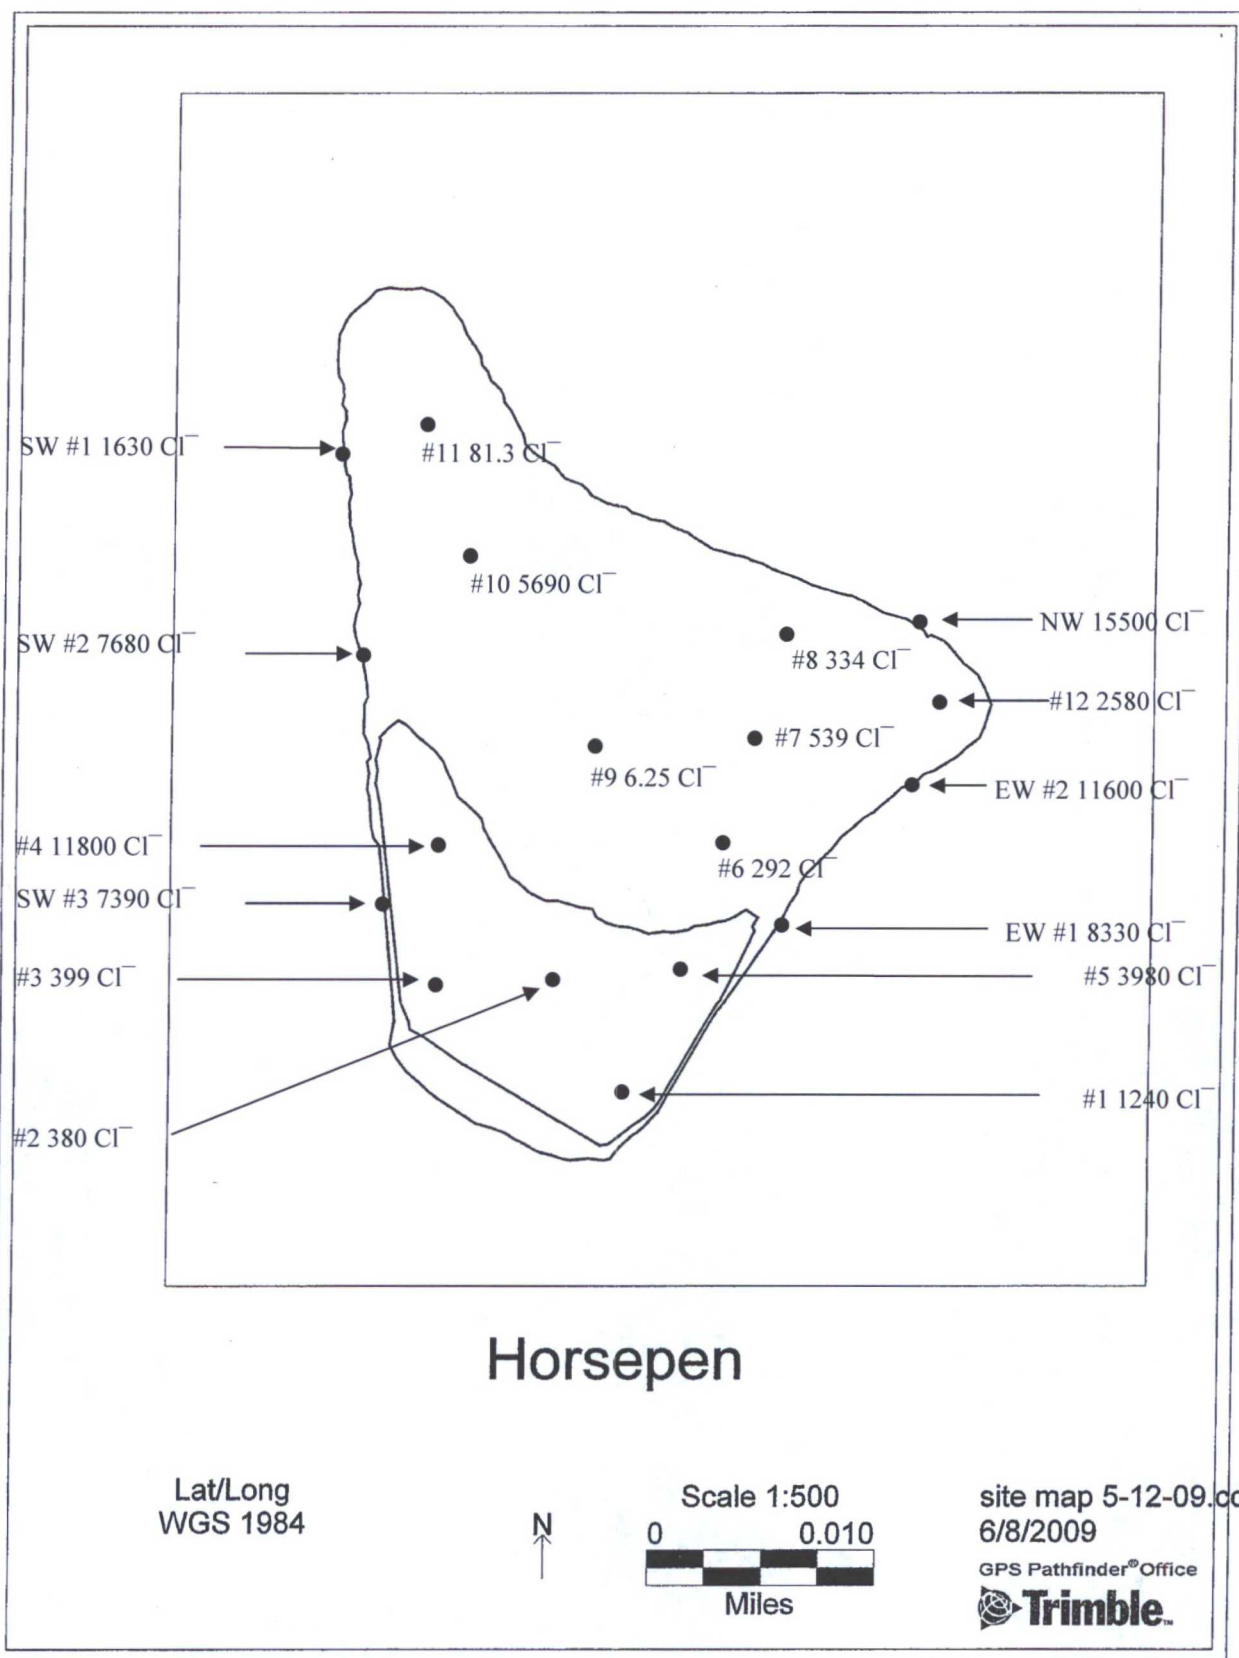 SW #1 1630 Cl⁻
#11 81.3 Cl⁻
#10 5690 Cl⁻
NW 15500 Cl⁻
SW #2 7680 Cl⁻
#8 334 Cl⁻
#12 2580 Cl⁻
#7 539 Cl⁻
#9 6.25 Cl⁻
EW #2 11600 Cl⁻
#4 11800 Cl⁻
#6 292 Cl⁻
SW #3 7390 Cl⁻
EW #1 8330 Cl⁻
#3 399 Cl⁻
#5 3980 Cl⁻
#1 1240 Cl⁻
#2 380 Cl⁻
Horsepen
Lat/Long
WGS 1984
N
Scale 1:500
0 0.010
Miles
site map 5-12-09.co
6/8/2009
GPS Pathfinder®Office
Trimble™